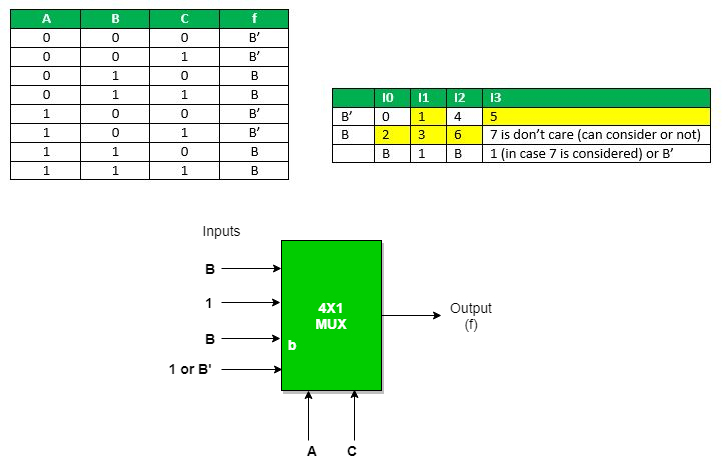 A B C f
0 0 0 B’
0 0 1 B’
0 1 0 B
0 1 1 B
1 0 0 B’
1 0 1 B’
1 1 0 B
1 1 1 B
I0 I1 I2 I3
B’ 0 1 4 5
B 2 3 6 7 is don’t care (can consider or not)
B 1 B 1 (in case 7 is considered) or B’
Inputs
B
1
B
1 or B'
4X1
MUX
b
Output
(f)
A C